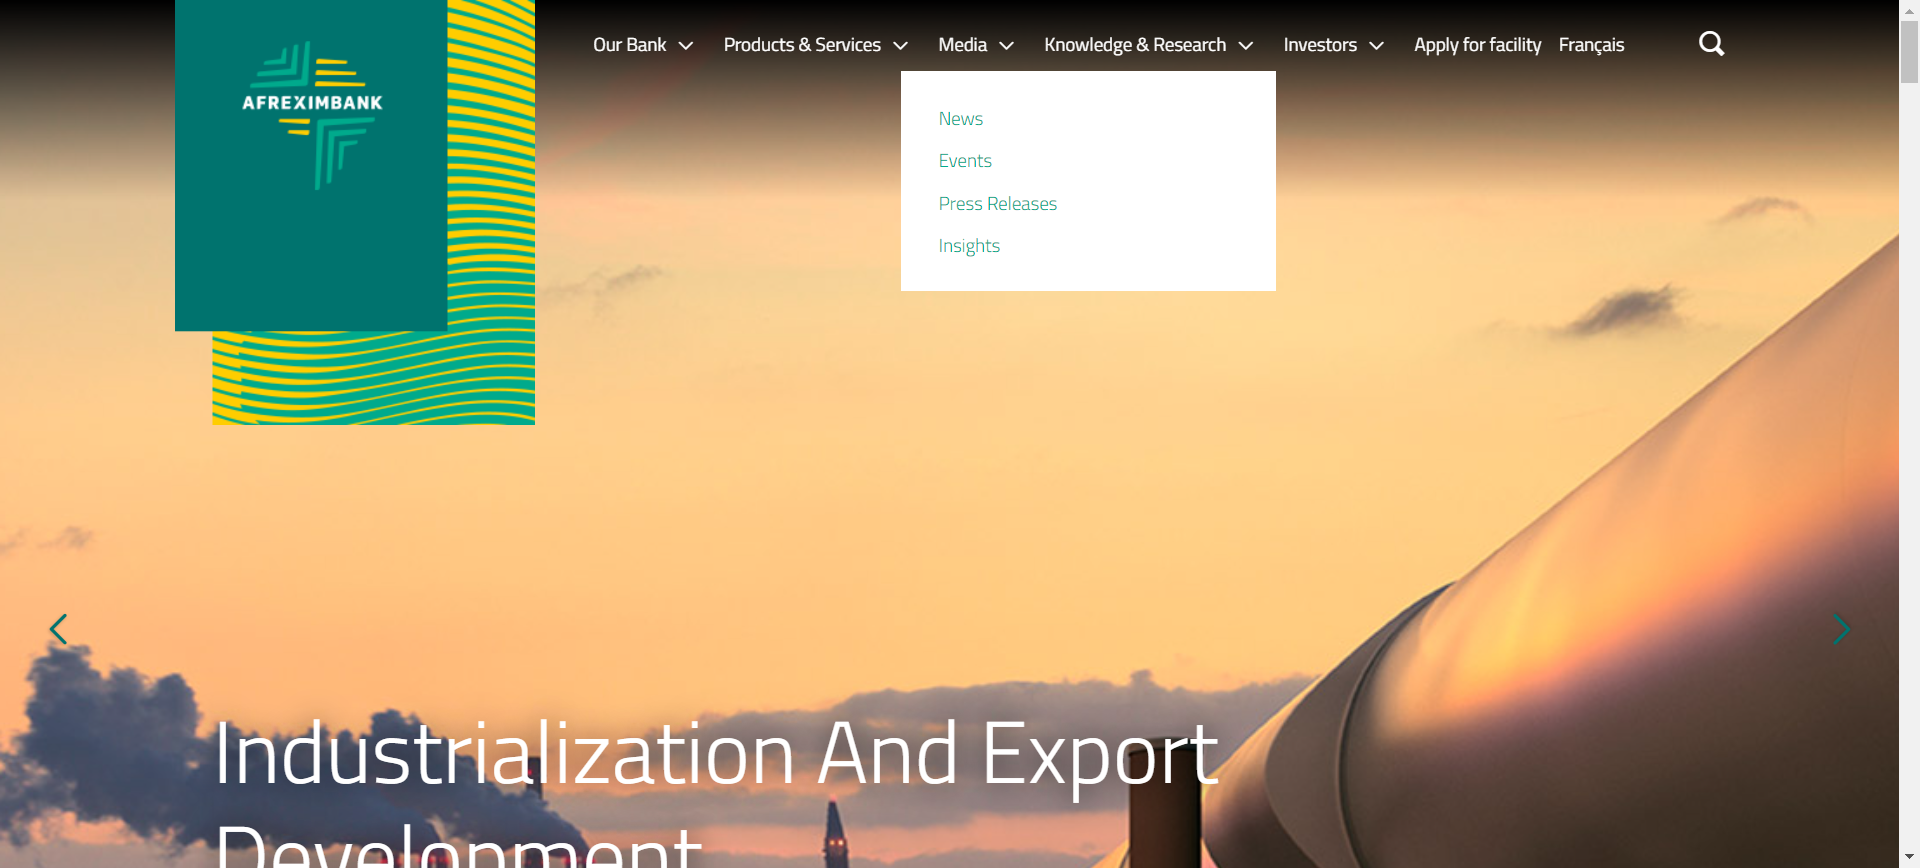 AFREXIMBANK
Our Bank
Products & Services
Media
Knowledge & Research
Investors
Apply for facility
Français
News
Events
Press Releases
Insights
Industrialization And Export
Development